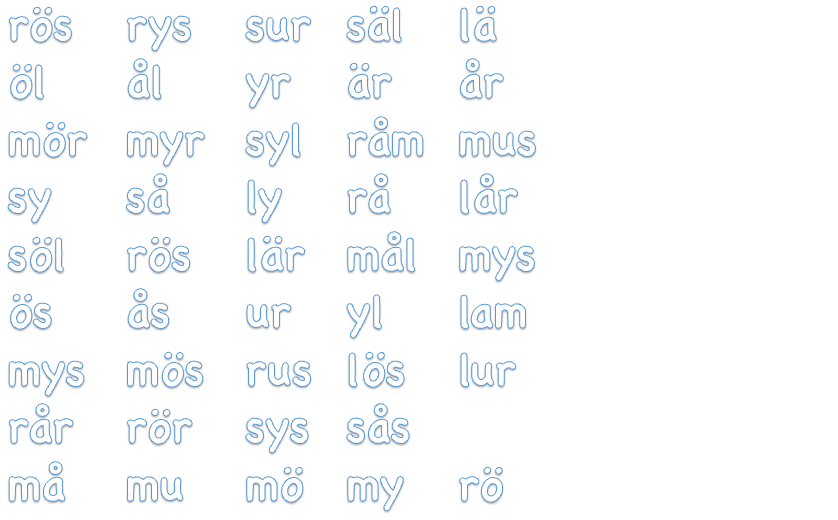 rös rys sur säl lä
öl ål yr är år
mör myr syl råm mus
sy så ly rå lår
söl rös lär mål mys
ös ås ur yl lam
mys mös rus lös lur
rår rör sys sås
må mu mö my rö